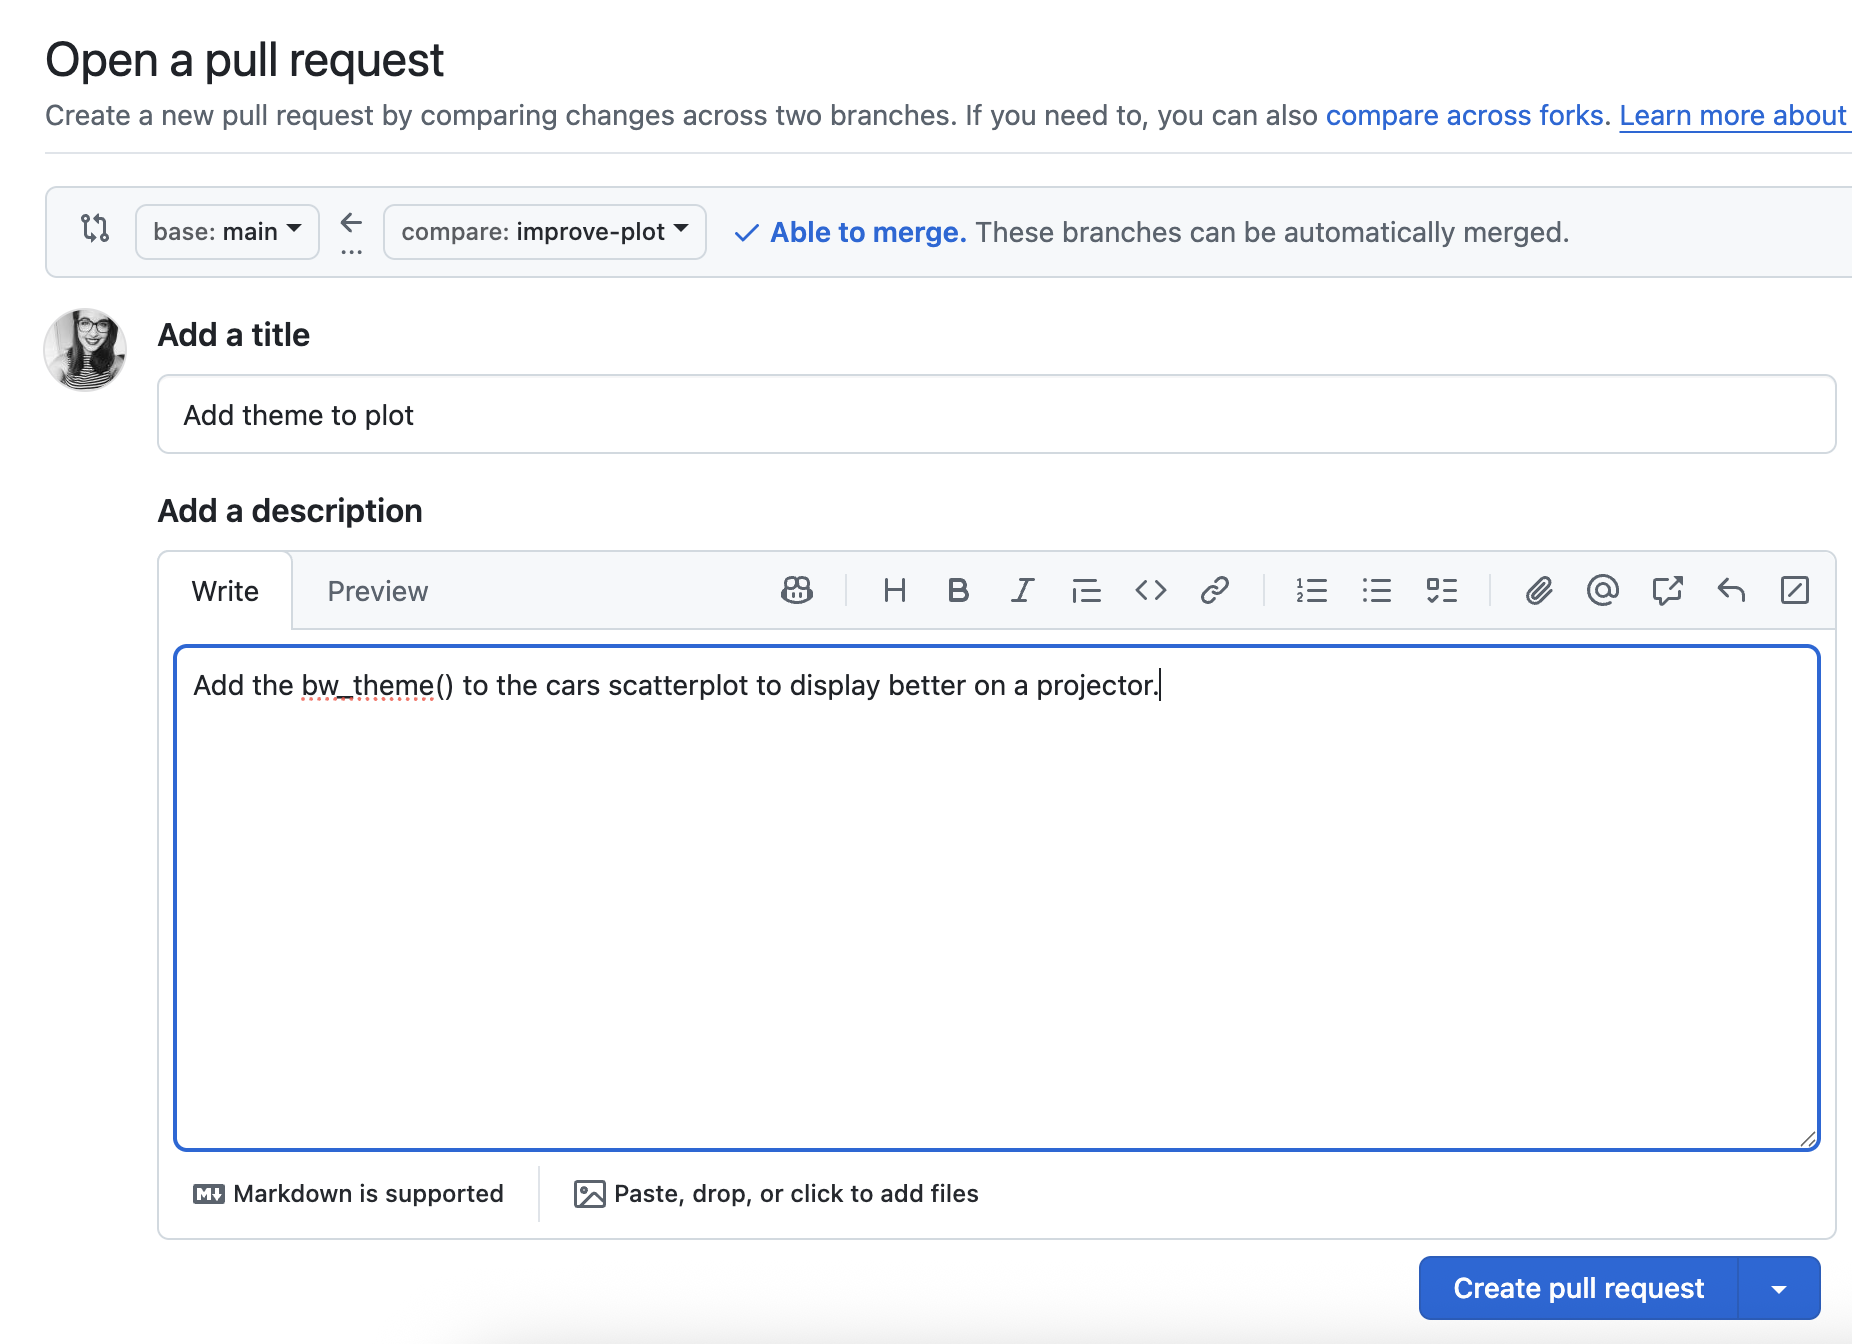 Open a pull request
Create a new pull request by comparing changes across two branches. If you need to, you can also compare across forks. Learn more about
base: main ← compare: improve-plot ✓ Able to merge. These branches can be automatically merged.
...
Add a title
Add theme to plot
Add a description
Write Preview H B I
Add the bw_theme() to the cars scatterplot to display better on a projector.
M↓ Markdown is supported Paste, drop, or click to add files
Create pull request